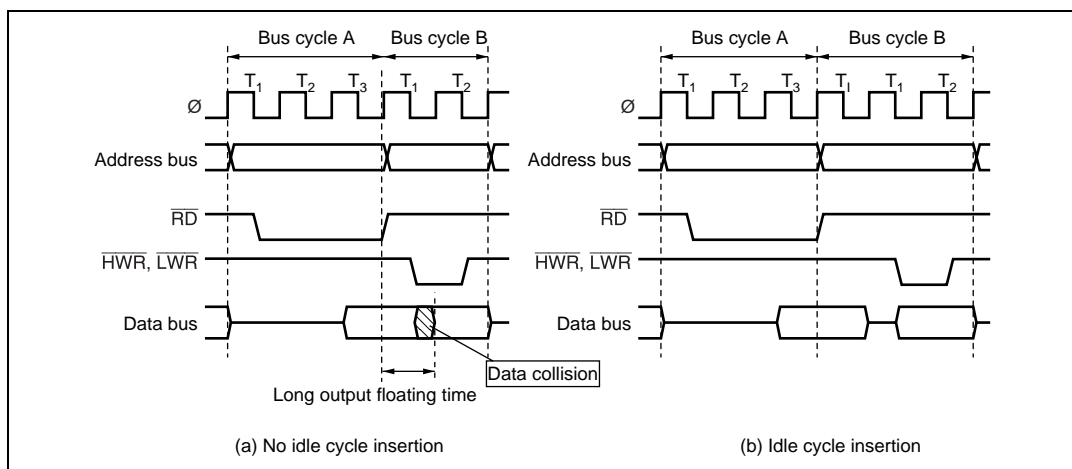 Bus cycle A Bus cycle B
T1 T2 T3 T1 T2
Ø
Address bus
RD
HWR, LWR
Data bus
Data collision
Long output floating time
(a) No idle cycle insertion
Bus cycle A Bus cycle B
T1 T2 T3 TI T1 T2
Ø
Address bus
RD
HWR, LWR
Data bus
(b) Idle cycle insertion